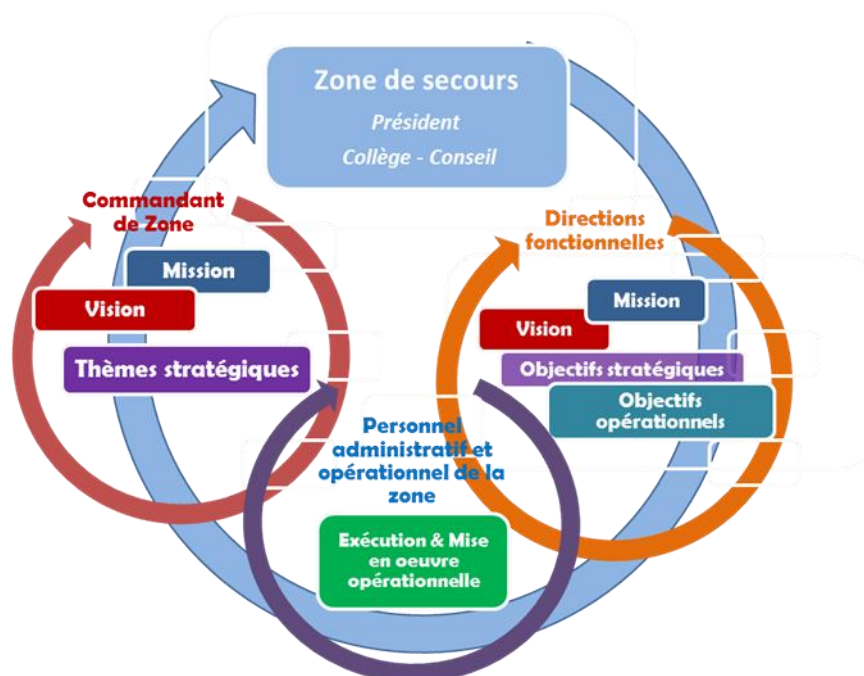 Zone de secours
Président
Collège - Conseil
Commandant
de Zone
Mission
Vision
Thèmes stratégiques
Directions
fonctionnelles
Mission
Vision
Objectifs stratégiques
Objectifs
opérationnels
Personnel
administratif et
opérationnel de la
zone
Exécution & Mise
en oeuvre
opérationnelle